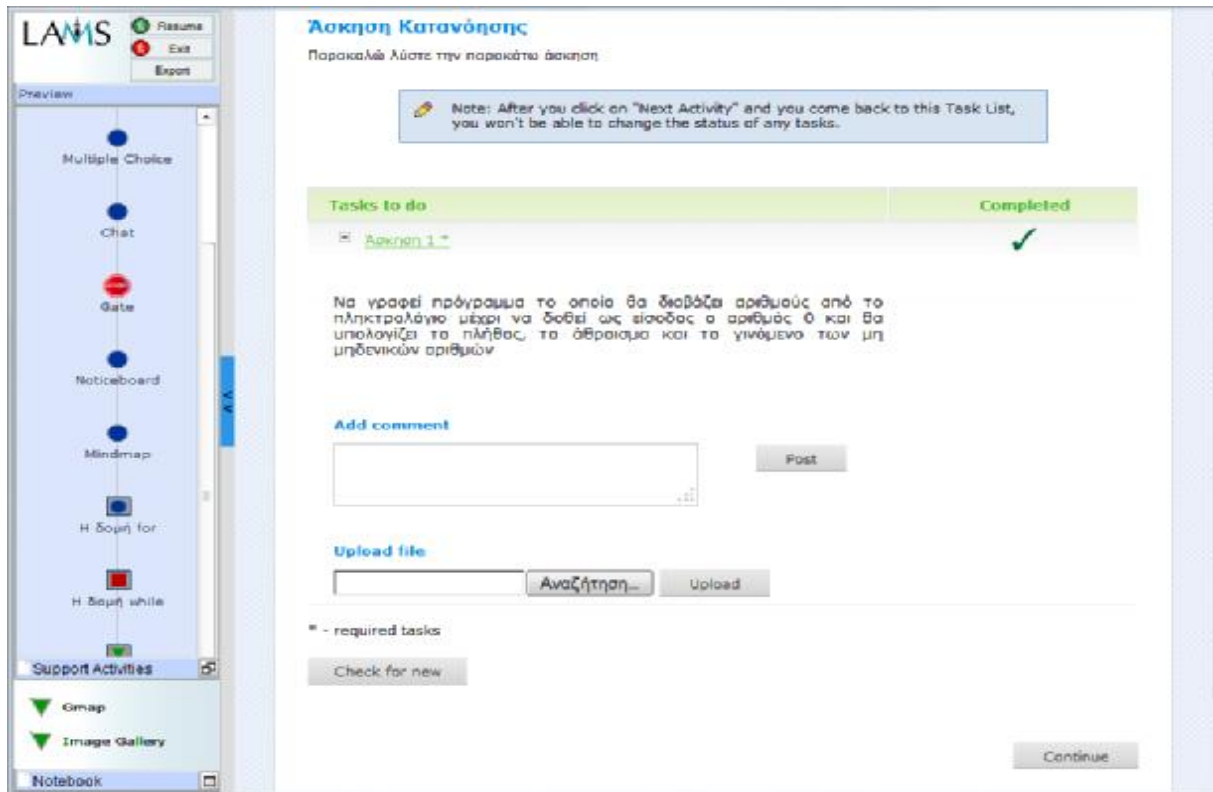 LAMS
Resume
Exit
Export
Preview
Multiple Choice
Chat
Gate
Noticeboard
Mindmap
Η δομή for
Η δομή while
Support Activities
Gmap
Image Gallery
Notebook
Άσκηση Κατανόησης
Παρακαλώ λύστε την παρακάτω άσκηση
Note: After you click on "Next Activity" and you come back to this Task List,
you won't be able to change the status of any tasks.
Tasks to do
Completed
Άσκηση 1 *
Να γραφεί πρόγραμμα το οποίο θα διαβάζει αριθμούς από το
πληκτρολόγιο μέχρι να δοθεί ως είσοδος ο αριθμός 0 και θα
υπολογίζει το πλήθος, το άθροισμα και το γινόμενο των μη
μηδενικών αριθμών
Add comment
Post
Upload file
Αναζήτηση...
Upload
* - required tasks
Check for new
Continue